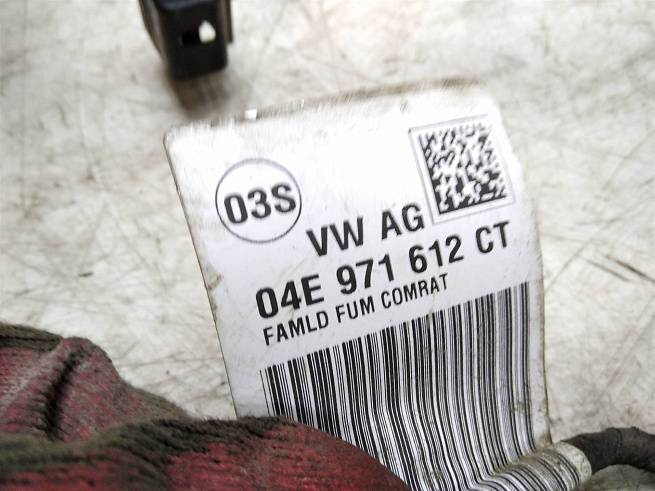 03S
VW AG
04E 971 612 CT
FAMLD FUM COMRAT